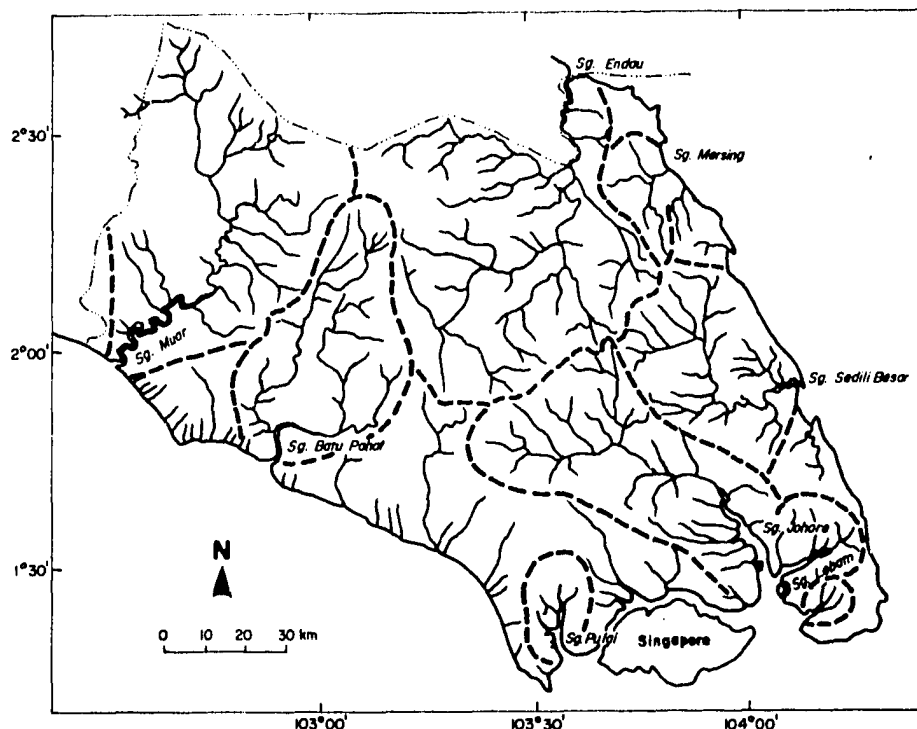 Sg. Endau
2°30'
Sg. Mersing
Sg. Muar
2°00'
Sg. Sedili Besar
Sg. Batu Pahat
Sg. Johore
N
1°30'
Sg. Lebam
0 10 20 30 km
Sg. Pulai
Singapore
103°00'
103°30'
104°00'